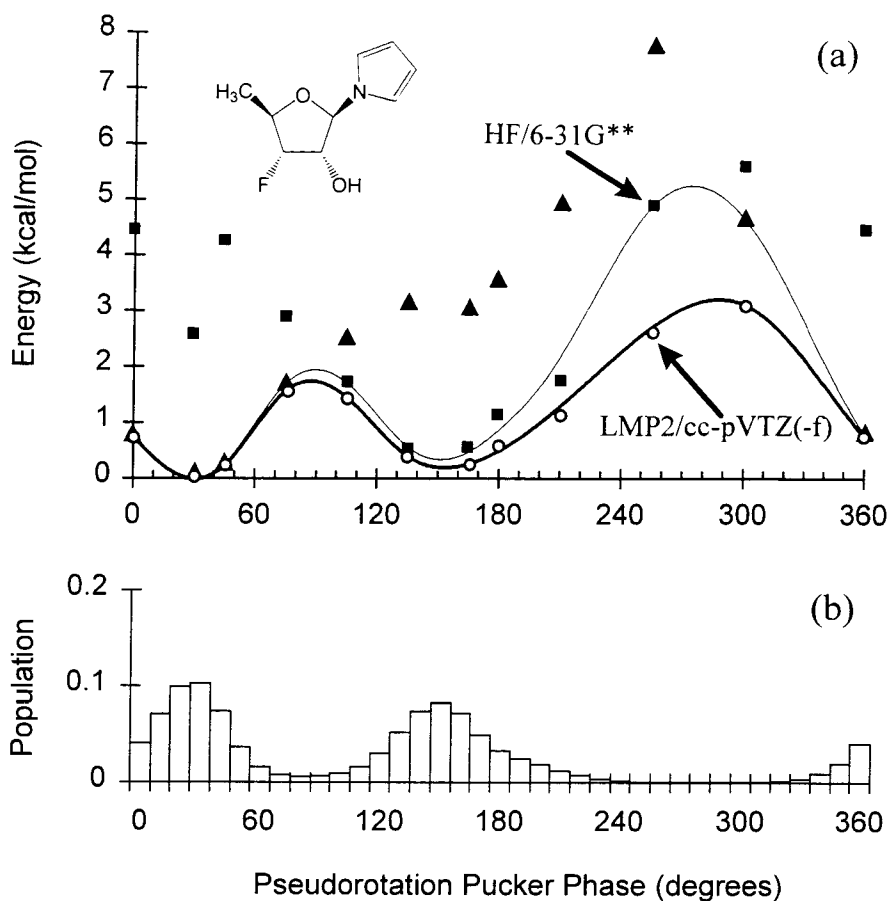 (a)
8
7
6
5
4
3
2
1
0
Energy (kcal/mol)
H₃C
O
N
F
OH
HF/6-31G**
LMP2/cc-pVTZ(-f)
0 60 120 180 240 300 360
(b)
0.2
0.1
0
Population
0 60 120 180 240 300 360
Pseudorotation Pucker Phase (degrees)